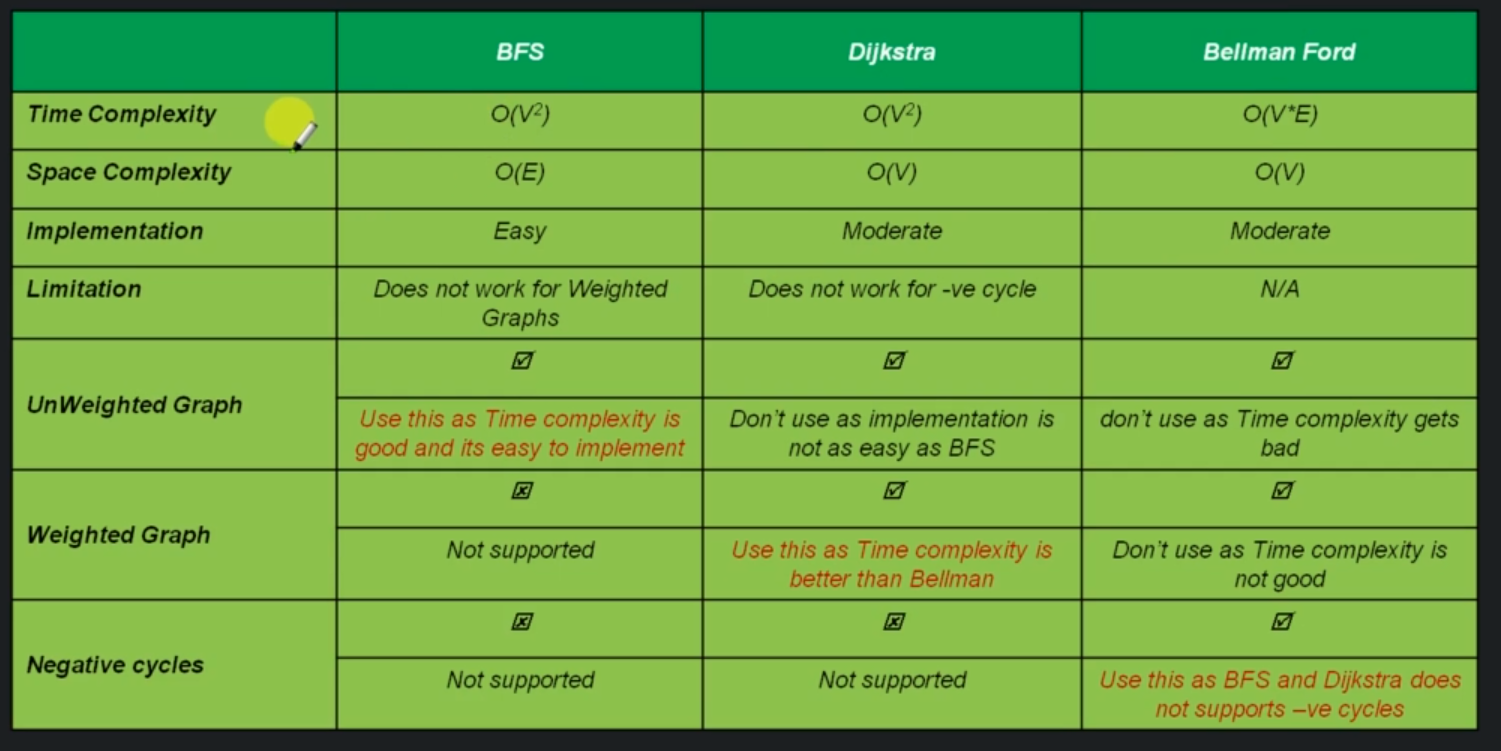 BFS
Dijkstra
Bellman Ford
Time Complexity
O(V²)
O(V²)
O(V*E)
Space Complexity
O(E)
O(V)
O(V)
Implementation
Easy
Moderate
Moderate
Limitation
Does not work for Weighted
Graphs
Does not work for -ve cycle
N/A
UnWeighted Graph
☑
☑
☑
Use this as Time complexity is
good and its easy to implement
Don't use as implementation is
not as easy as BFS
don't use as Time complexity gets
bad
Weighted Graph
☒
☑
☑
Not supported
Use this as Time complexity is
better than Bellman
Don't use as Time complexity is
not good
Negative cycles
☒
☒
☑
Not supported
Not supported
Use this as BFS and Dijkstra does
not supports –ve cycles